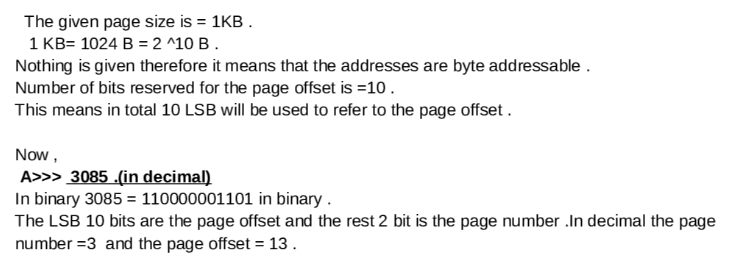 The given page size is = 1KB .
1 KB= 1024 B = 2 ^10 B .
Nothing is given therefore it means that the addresses are byte addressable .
Number of bits reserved for the page offset is =10 .
This means in total 10 LSB will be used to refer to the page offset .
Now ,
A>>> 3085 .(in decimal)
In binary 3085 = 110000001101 in binary .
The LSB 10 bits are the page offset and the rest 2 bit is the page number .In decimal the page
number =3 and the page offset = 13 .